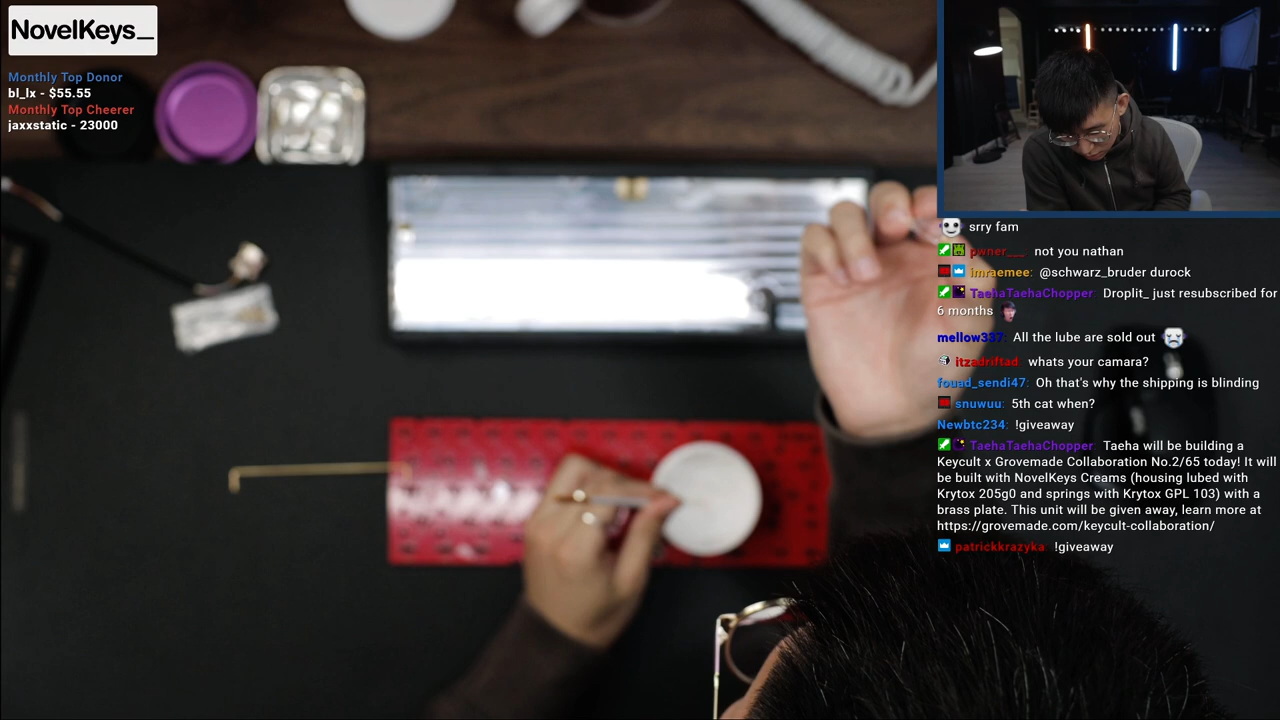 NovelKeys_
Monthly Top Donor
bl_lx - $55.55
Monthly Top Cheerer
jaxxstatic - 23000
srry fam
pwner___ not you nathan
imraemee: @schwarz_bruder durock
TaehaTaehaChopper: Droplit_ just resubscribed for
6 months
mellow337: All the lube are sold out
itzadriftad: whats your camara?
fouad_sendi47: Oh that's why the shipping is blinding
snuwuu: 5th cat when?
Newbtc234: !giveaway
TaehaTaehaChopper: Taeha will be building a
Keycult x Grovemade Collaboration No.2/65 today! It will
be built with NovelKeys Creams (housing lubed with
Krytox 205g0 and springs with Krytox GPL 103) with a
brass plate. This unit will be given away, learn more at
https://grovemade.com/keycult-collaboration/
patrickkrazyka: !giveaway